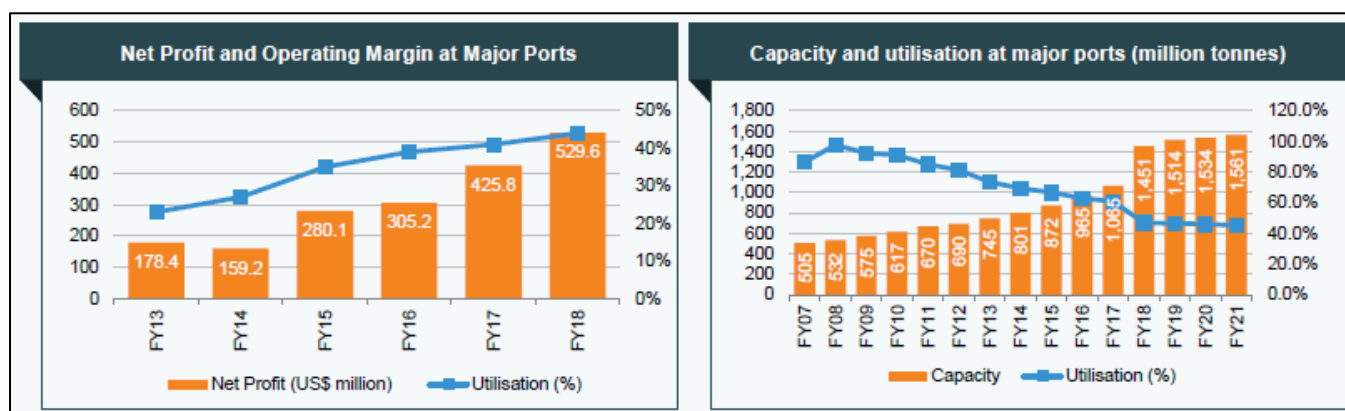 Net Profit and Operating Margin at Major Ports
600
500
400
300
200
100
0
50%
40%
30%
20%
10%
0%
178.4
159.2
280.1
305.2
425.8
529.6
FY13
FY14
FY15
FY16
FY17
FY18
Net Profit (US$ million)
Utilisation (%)
Capacity and utilisation at major ports (million tonnes)
1,800
1,600
1,400
1,200
1,000
800
600
400
200
0
120.0%
100.0%
80.0%
60.0%
40.0%
20.0%
0.0%
505
532
575
617
670
690
745
801
872
965
1,065
1,451
1,514
1,534
1,561
FY07
FY08
FY09
FY10
FY11
FY12
FY13
FY14
FY15
FY16
FY17
FY18
FY19
FY20
FY21
Capacity
Utilisation (%)